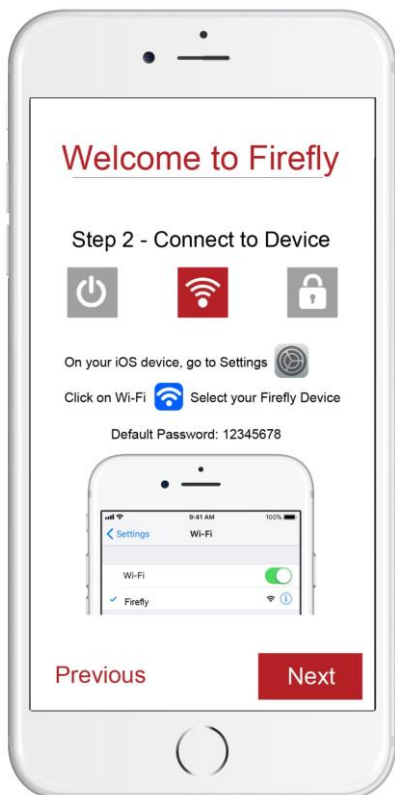 Welcome to Firefly
Step 2 - Connect to Device
On your iOS device, go to Settings
Click on Wi-Fi Select your Firefly Device
Default Password: 12345678
9:41 AM 100%
Settings Wi-Fi
Wi-Fi
Firefly
Previous Next